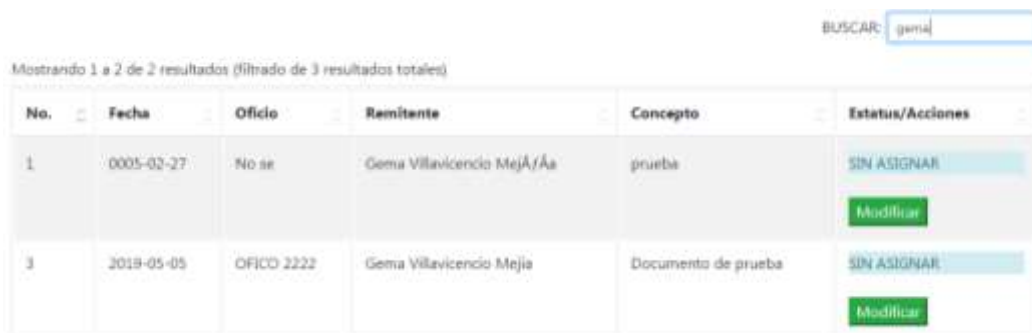 BUSCAR: gema
Mostrando 1 a 2 de 2 resultados (filtrado de 3 resultados totales)
No. Fecha Oficio Remitente Concepto Estatus/Acciones
1 0005-02-27 No se Gema Villavicencio MejÃƒÂ­a prueba SIN ASIGNAR
Modificar
3 2019-05-05 OFICO 2222 Gema Villavicencio Mejia Documento de prueba SIN ASIGNAR
Modificar